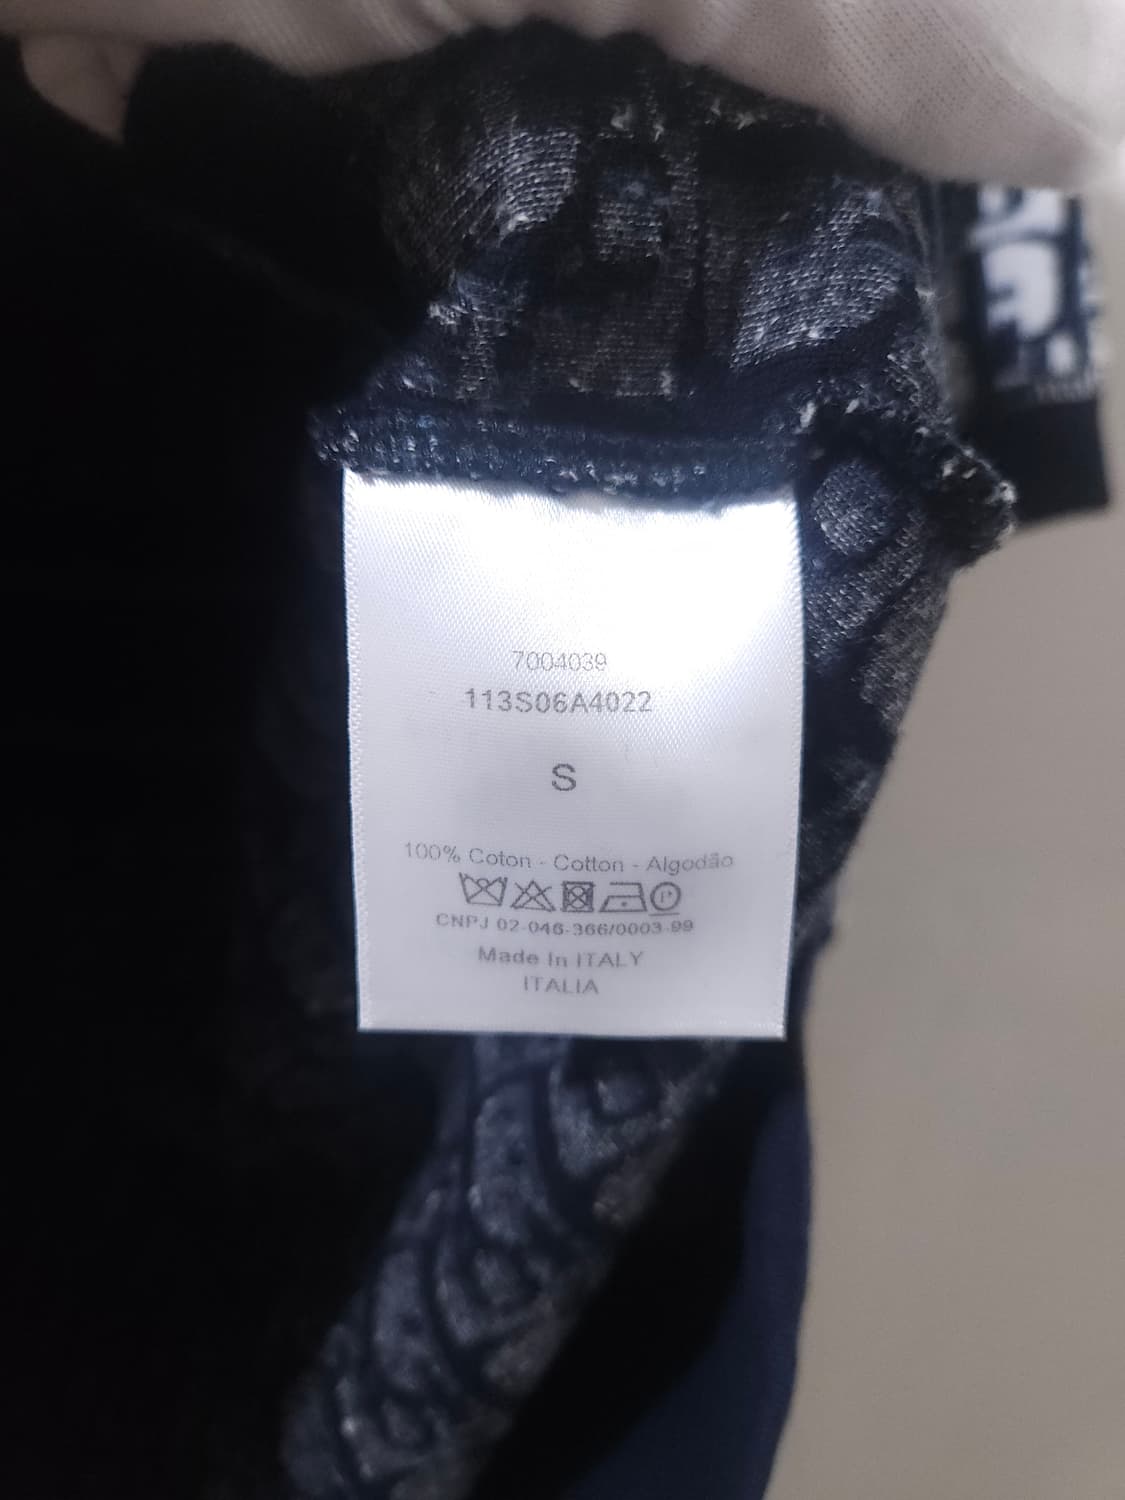 7004039
113S06A4022
S
100% Coton - Cotton - Algodão
CNPJ 02-046-366/0003-99
Made In ITALY
ITALIA